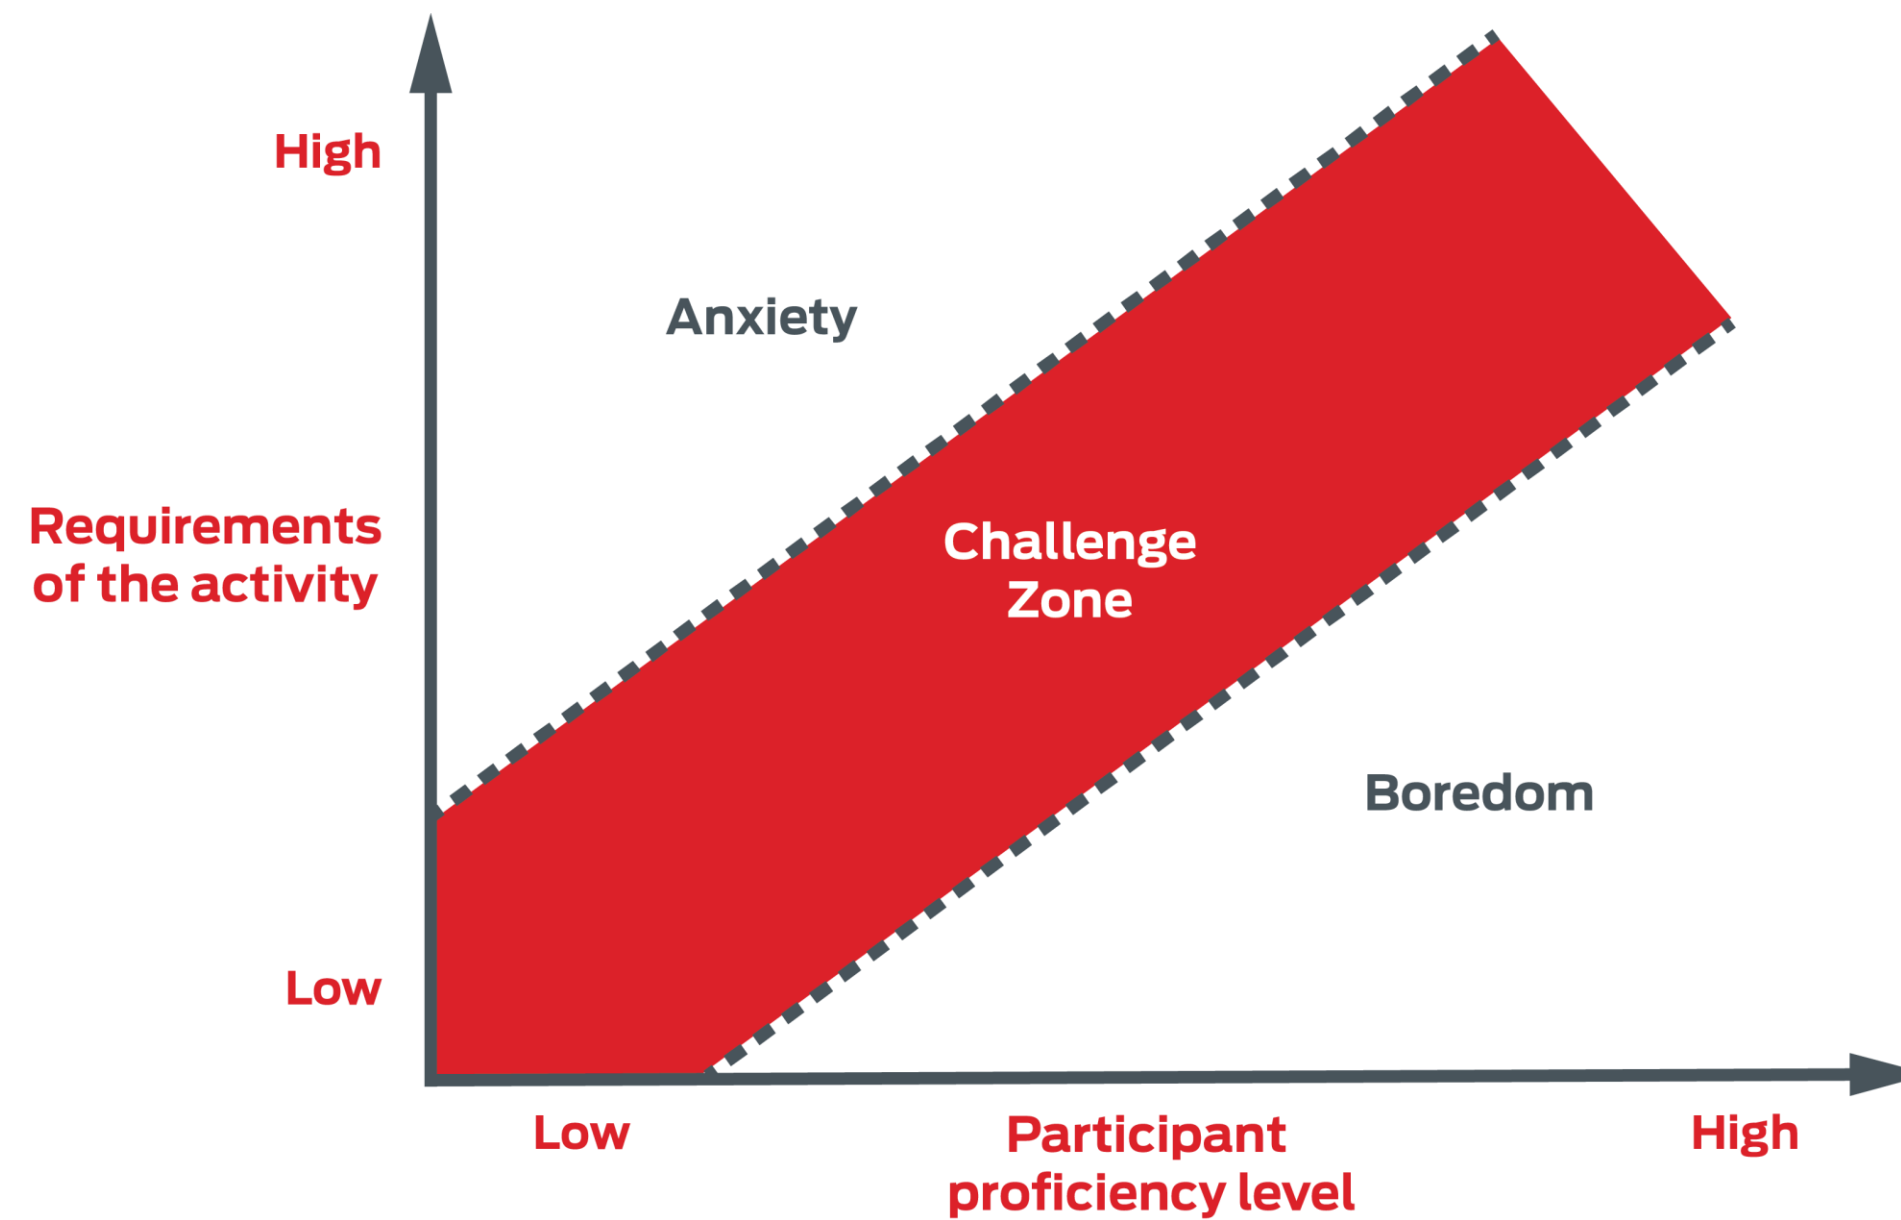 High
Anxiety
Requirements
of the activity
Challenge
Zone
Boredom
Low
Low
Participant
proficiency level
High